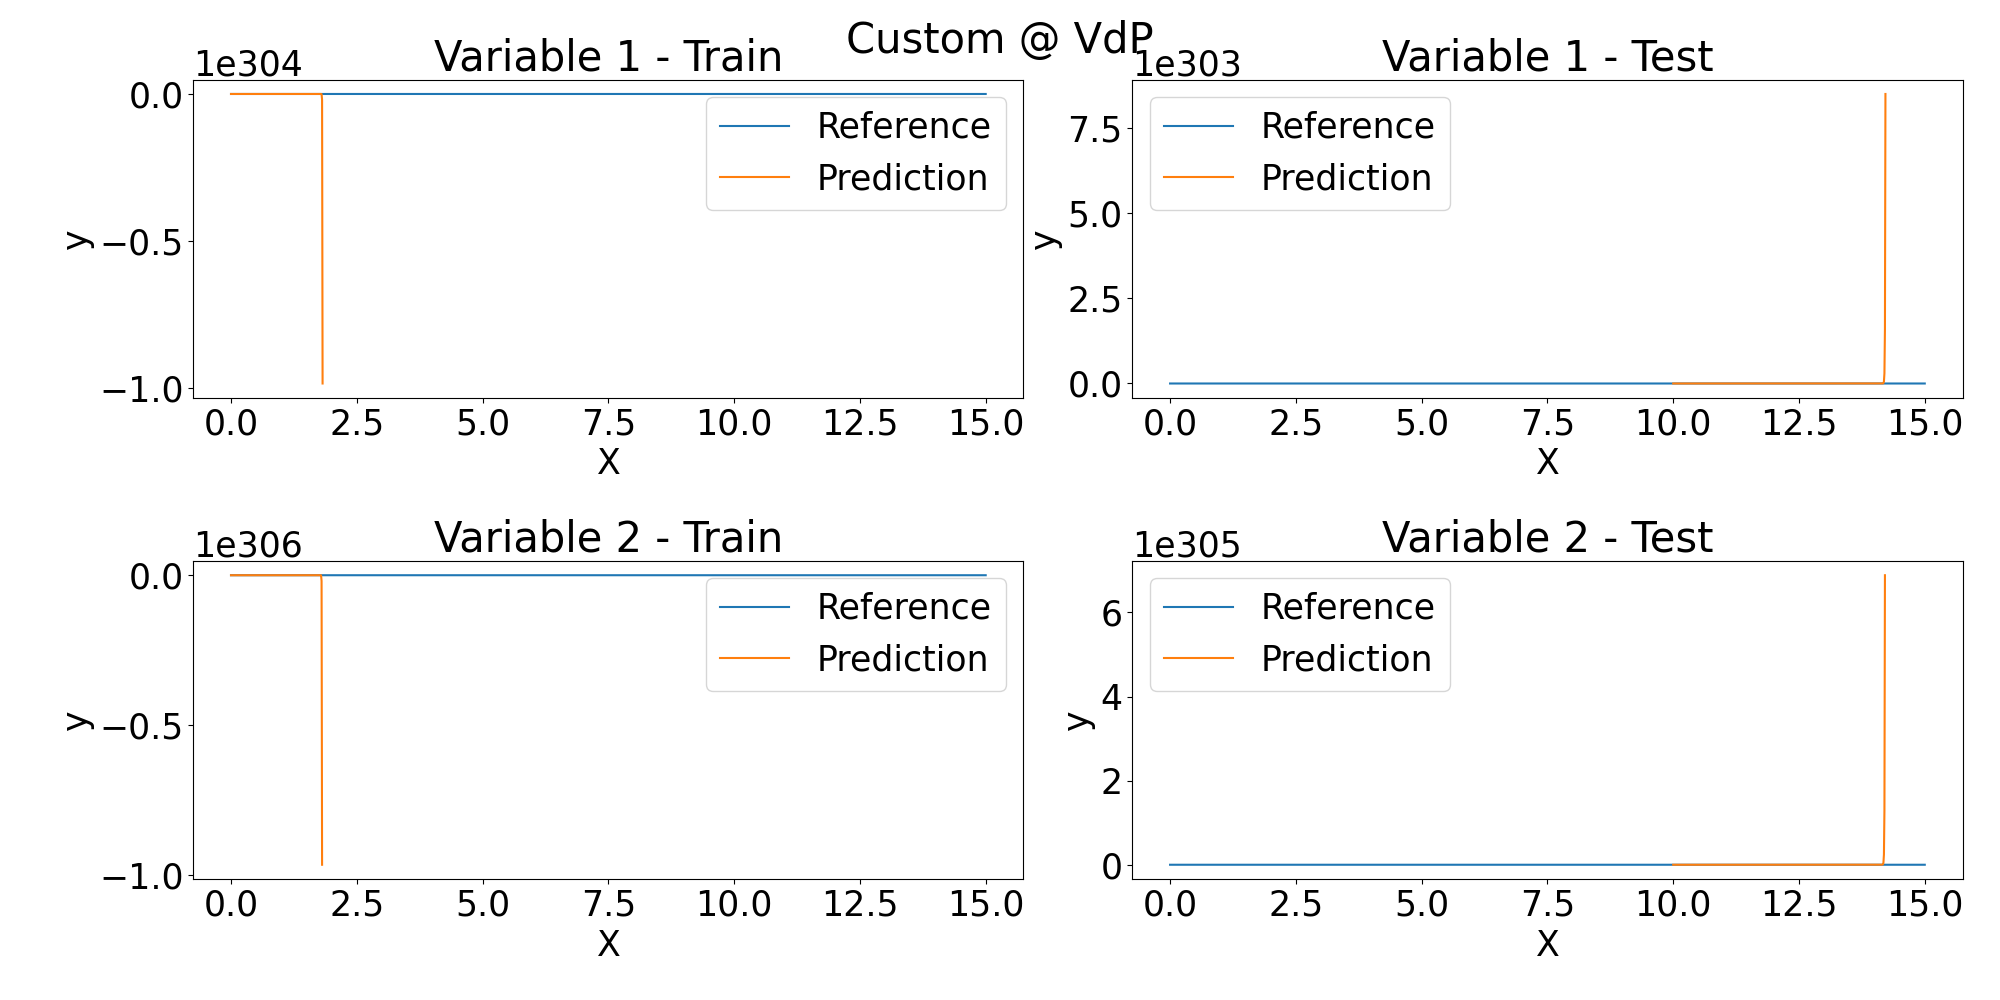 Custom @ VdP
Variable 1 - Train
1e304
0.0
−0.5
−1.0
y
Reference
Prediction
0.0 2.5 5.0 7.5 10.0 12.5 15.0
X
Variable 1 - Test
1e303
7.5
5.0
2.5
0.0
y
Reference
Prediction
0.0 2.5 5.0 7.5 10.0 12.5 15.0
X
Variable 2 - Train
1e306
0.0
−0.5
−1.0
y
Reference
Prediction
0.0 2.5 5.0 7.5 10.0 12.5 15.0
X
Variable 2 - Test
1e305
6
4
2
0
y
Reference
Prediction
0.0 2.5 5.0 7.5 10.0 12.5 15.0
X